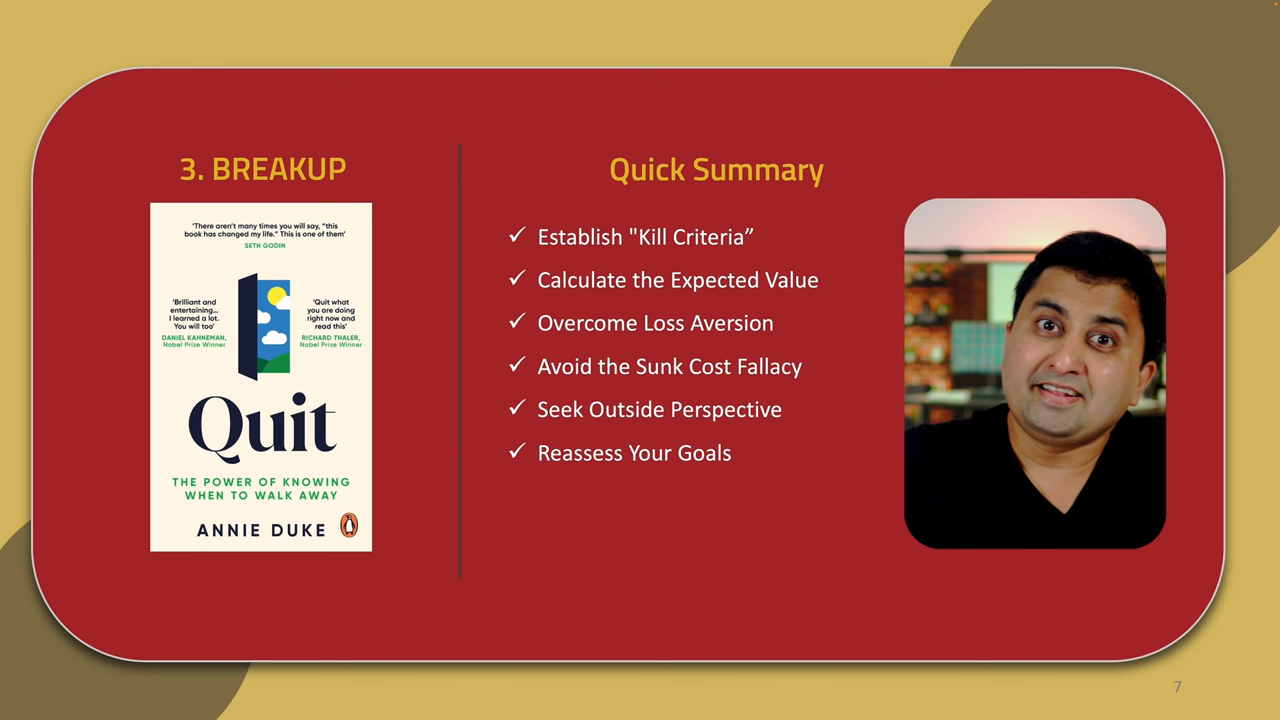 3. BREAKUP
‘There aren’t many times you will say, “this
book has changed my life.” This is one of them’
SETH GODIN
‘Brilliant and
entertaining...
I learned a lot.
You will too’
DANIEL KAHNEMAN,
Nobel Prize Winner
‘Quit what
you are doing
right now and
read this’
RICHARD THALER,
Nobel Prize Winner
Quit
THE POWER OF KNOWING
WHEN TO WALK AWAY
ANNIE DUKE
Quick Summary
✓ Establish "Kill Criteria”
✓ Calculate the Expected Value
✓ Overcome Loss Aversion
✓ Avoid the Sunk Cost Fallacy
✓ Seek Outside Perspective
✓ Reassess Your Goals
7